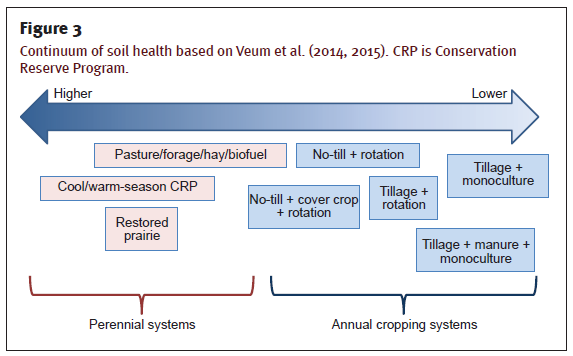 Figure 3
Continuum of soil health based on Veum et al. (2014, 2015). CRP is Conservation
Reserve Program.
Higher
Lower
Pasture/forage/hay/biofuel
No-till + rotation
Tillage +
monoculture
Cool/warm-season CRP
No-till + cover crop
+ rotation
Tillage +
rotation
Restored
prairie
Tillage + manure +
monoculture
Perennial systems
Annual cropping systems